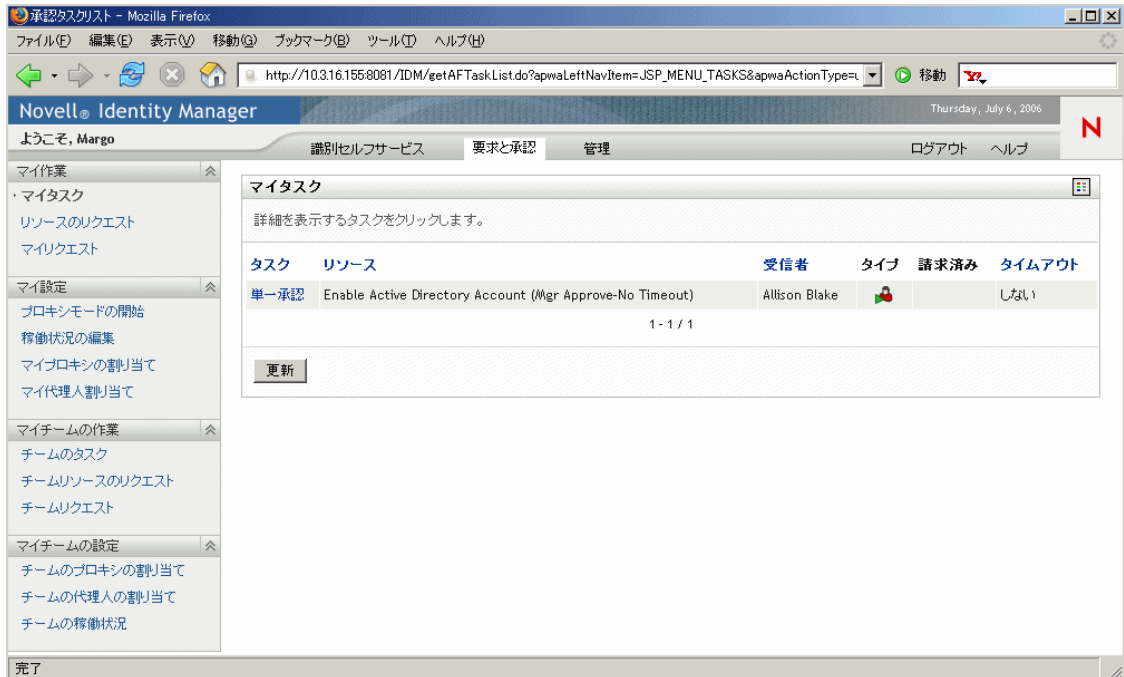 承認タスクリスト - Mozilla Firefox
ファイル(F) 編集(E) 表示(V) 移動(G) ブックマーク(B) ツール(T) ヘルプ(H)
http://10.3.16.155:8081/IDM/getAFTaskList.do?apwaLeftNavItem=JSP_MENU_TASKS&apwaActionType=u 移動
Novell® Identity Manager
Thursday, July 6, 2006
N
ようこそ, Margo
識別セルフサービス 要求と承認 管理 ログアウト ヘルプ
マイ作業
マイタスク
リソースのリクエスト
マイリクエスト
マイ設定
プロキシモードの開始
稼働状況の編集
マイプロキシの割り当て
マイ代理人割り当て
マイチームの作業
チームのタスク
チームリソースのリクエスト
チームリクエスト
マイチームの設定
チームのプロキシの割り当て
チームの代理人の割り当て
チームの稼働状況
マイタスク
詳細を表示するタスクをクリックします。
タスク リソース 受信者 タイプ 請求済み タイムアウト
単一承認 Enable Active Directory Account (Mgr Approve-No Timeout) Allison Blake しない
1 - 1 / 1
更新
完了